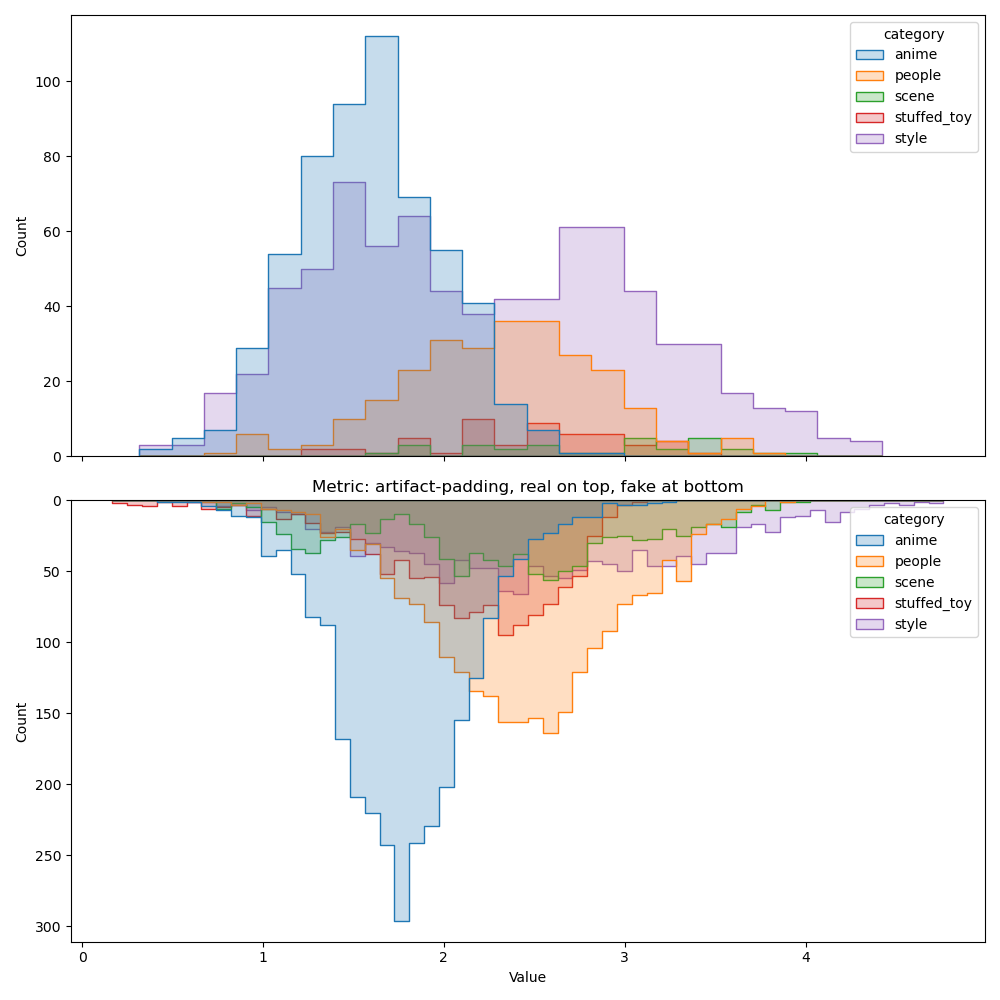 category
anime
people
scene
stuffed_toy
style
100
80
60
40
20
0
Count
Metric: artifact-padding, real on top, fake at bottom
category
anime
people
scene
stuffed_toy
style
0
50
100
150
200
250
300
Count
0 1 2 3 4
Value